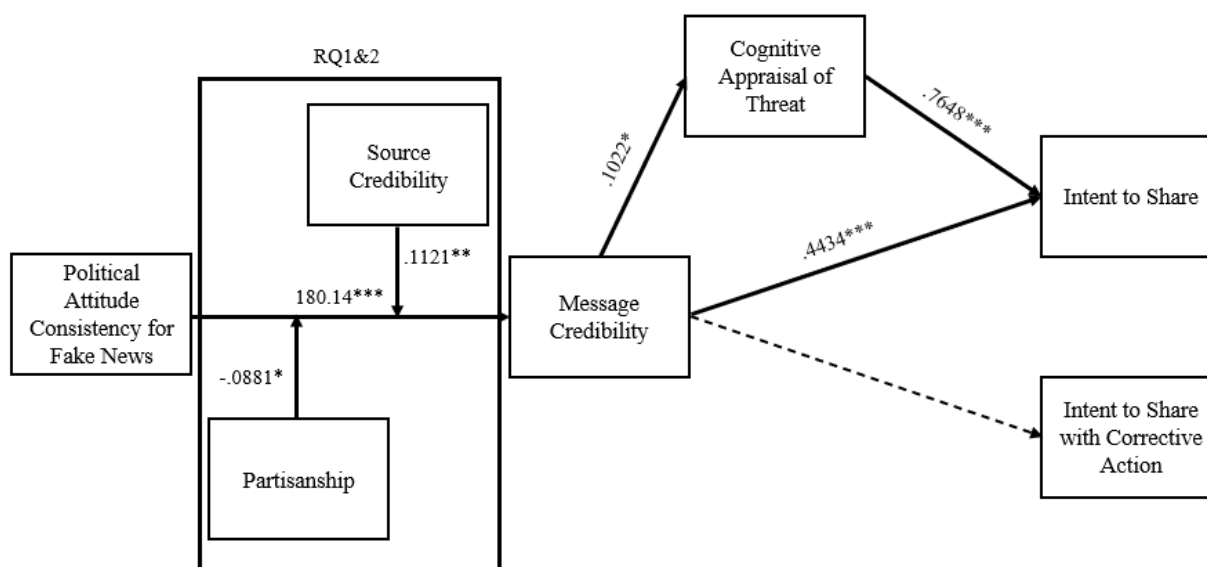 RQ1&2
Source
Credibility
.1121**
Political
Attitude
Consistency for
Fake News
180.14***
-.0881*
Partisanship
Message
Credibility
.1022*
Cognitive
Appraisal of
Threat
.7648***
.4434***
Intent to Share
Intent to Share
with Corrective
Action